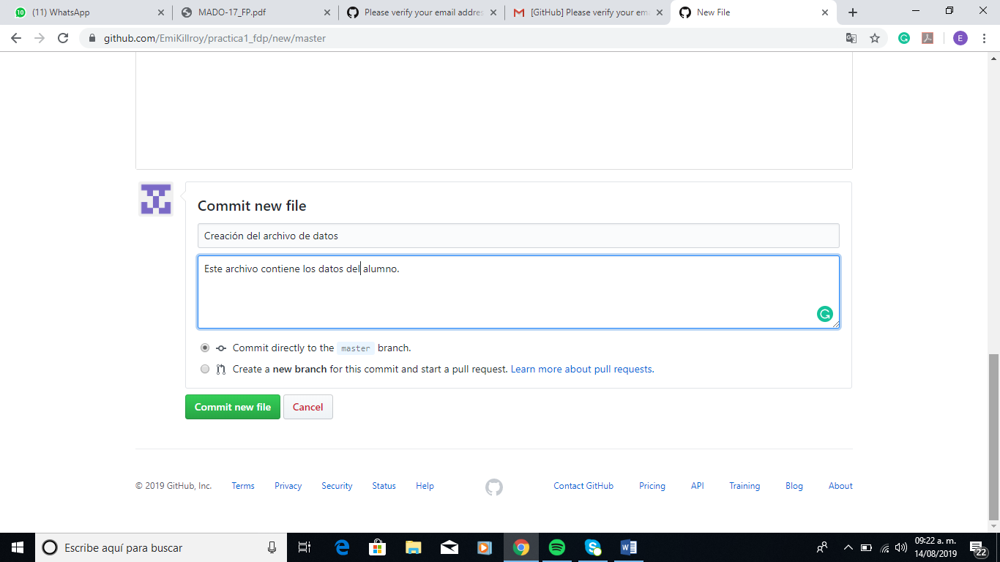 (11) WhatsApp
MADO-17_FP.pdf
Please verify your email addres
[GitHub] Please verify your ema
New File
github.com/EmiKillroy/practica1_fdp/new/master
E
Commit new file
Creación del archivo de datos
Este archivo contiene los datos del alumno.
Commit directly to the master branch.
Create a new branch for this commit and start a pull request. Learn more about pull requests.
Commit new file
Cancel
© 2019 GitHub, Inc.
Terms
Privacy
Security
Status
Help
Contact GitHub
Pricing
API
Training
Blog
About
Escribe aquí para buscar
09:22 a. m.
14/08/2019
22